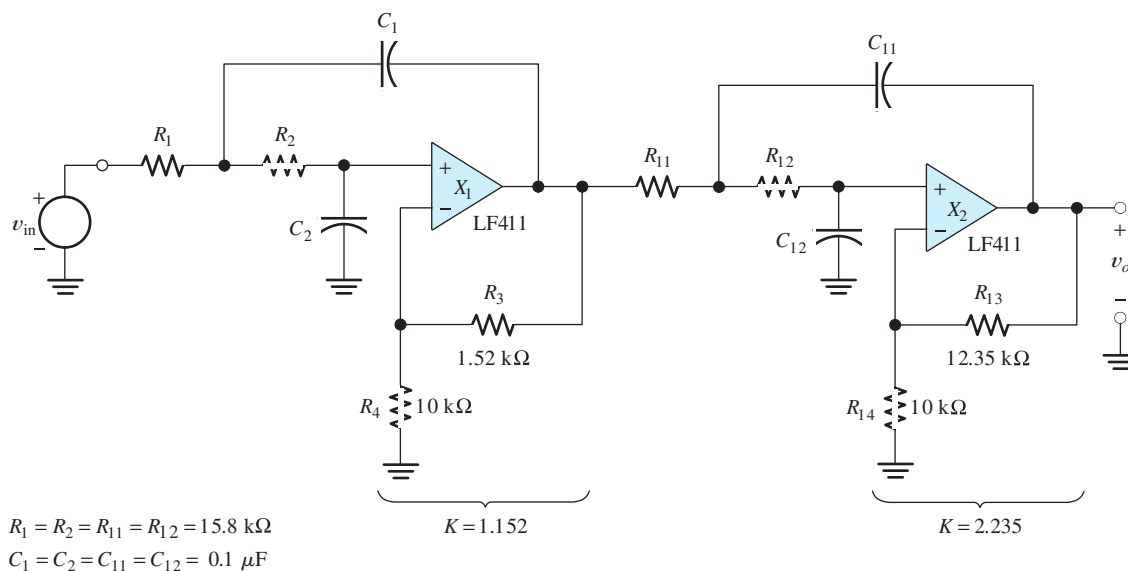 C1
C11
R1
R2
R11
R12
+
X1
−
LF411
+
X2
−
LF411
+
vin
−
C2
C12
+
vo
−
R3
1.52 kΩ
R13
12.35 kΩ
R4 10 kΩ
R14 10 kΩ
K = 1.152
K = 2.235
R1 = R2 = R11 = R12 = 15.8 kΩ
C1 = C2 = C11 = C12 = 0.1 μF